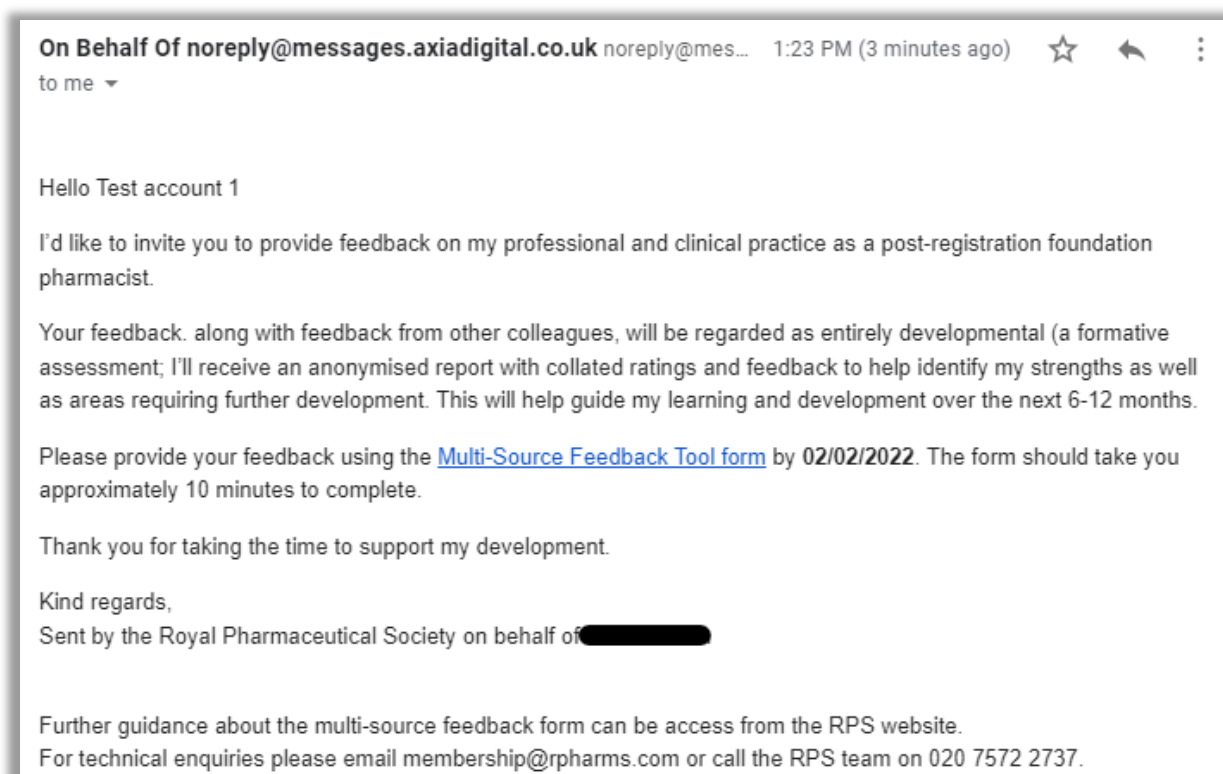 On Behalf Of noreply@messages.axiadigital.co.uk noreply@mes... 1:23 PM (3 minutes ago)
to me
Hello Test account 1
I'd like to invite you to provide feedback on my professional and clinical practice as a post-registration foundation
pharmacist.
Your feedback. along with feedback from other colleagues, will be regarded as entirely developmental (a formative
assessment; I'll receive an anonymised report with collated ratings and feedback to help identify my strengths as well
as areas requiring further development. This will help guide my learning and development over the next 6-12 months.
Please provide your feedback using the Multi-Source Feedback Tool form by 02/02/2022. The form should take you
approximately 10 minutes to complete.
Thank you for taking the time to support my development.
Kind regards,
Sent by the Royal Pharmaceutical Society on behalf of
Further guidance about the multi-source feedback form can be access from the RPS website.
For technical enquiries please email membership@rpharms.com or call the RPS team on 020 7572 2737.